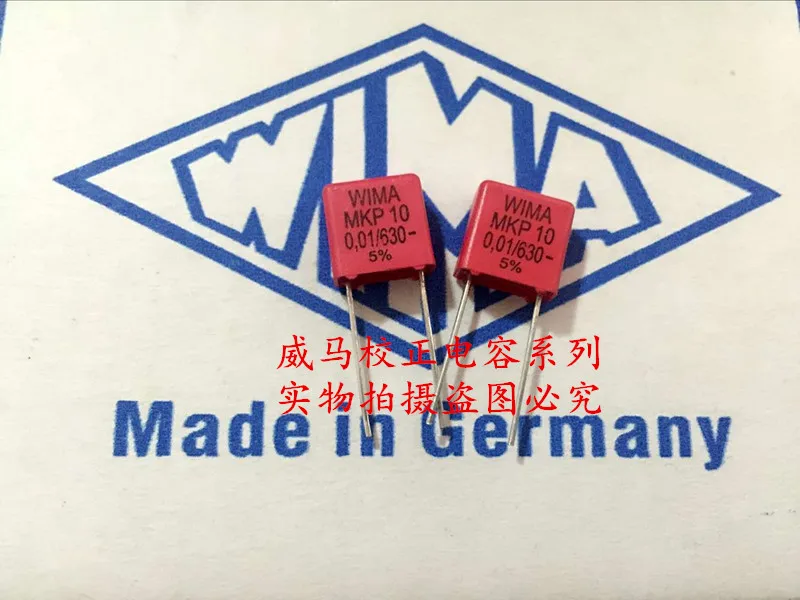 WIMA
WIMA
MKP 10
0,01/630-
5%
WIMA
MKP 10
0,01/630-
5%
威马校正电容系列
实物拍摄盗图必究
Made in Germany